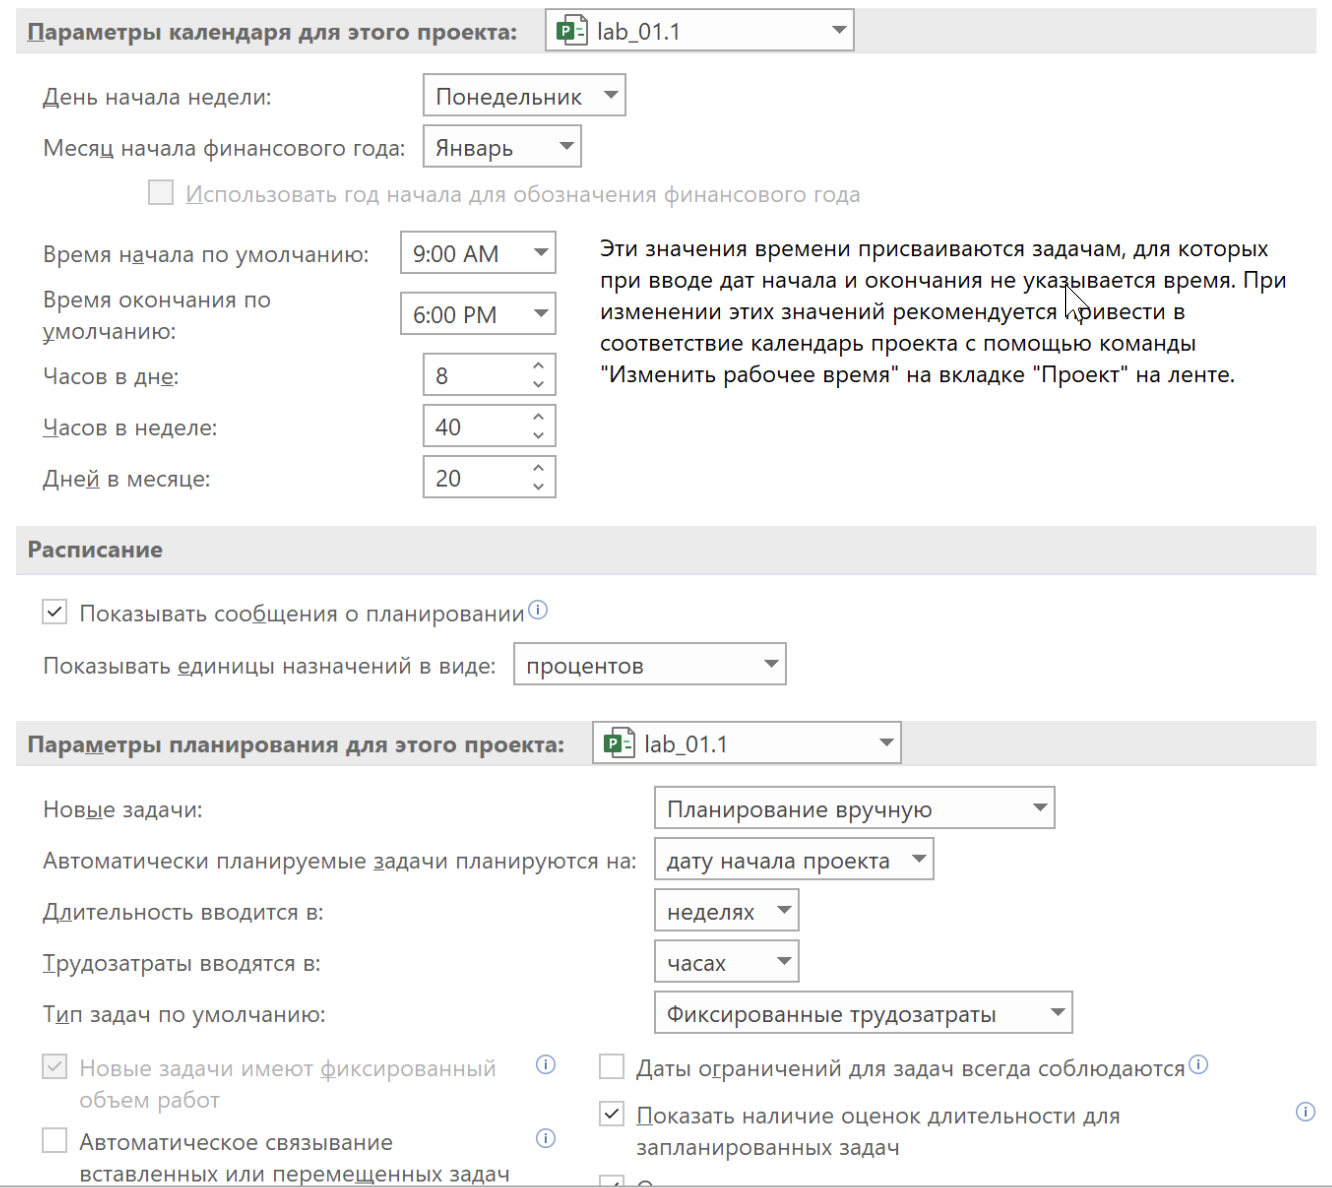 Параметры календаря для этого проекта: lab_01.1
День начала недели: Понедельник
Месяц начала финансового года: Январь
Использовать год начала для обозначения финансового года
Время начала по умолчанию: 9:00 AM
Время окончания по
умолчанию: 6:00 PM
Эти значения времени присваиваются задачам, для которых
при вводе дат начала и окончания не указывается время. При
изменении этих значений рекомендуется привести в
соответствие календарь проекта с помощью команды
"Изменить рабочее время" на вкладке "Проект" на ленте.
Часов в дне: 8
Часов в неделе: 40
Дней в месяце: 20
Расписание
Показывать сообщения о планировании
Показывать единицы назначений в виде: процентов
Параметры планирования для этого проекта: lab_01.1
Новые задачи: Планирование вручную
Автоматически планируемые задачи планируются на: дату начала проекта
Длительность вводится в: неделях
Трудозатраты вводятся в: часах
Тип задач по умолчанию: Фиксированные трудозатраты
Новые задачи имеют фиксированный
объем работ
Автоматическое связывание
вставленных или перемещенных задач
Даты ограничений для задач всегда соблюдаются
Показать наличие оценок длительности для
запланированных задач